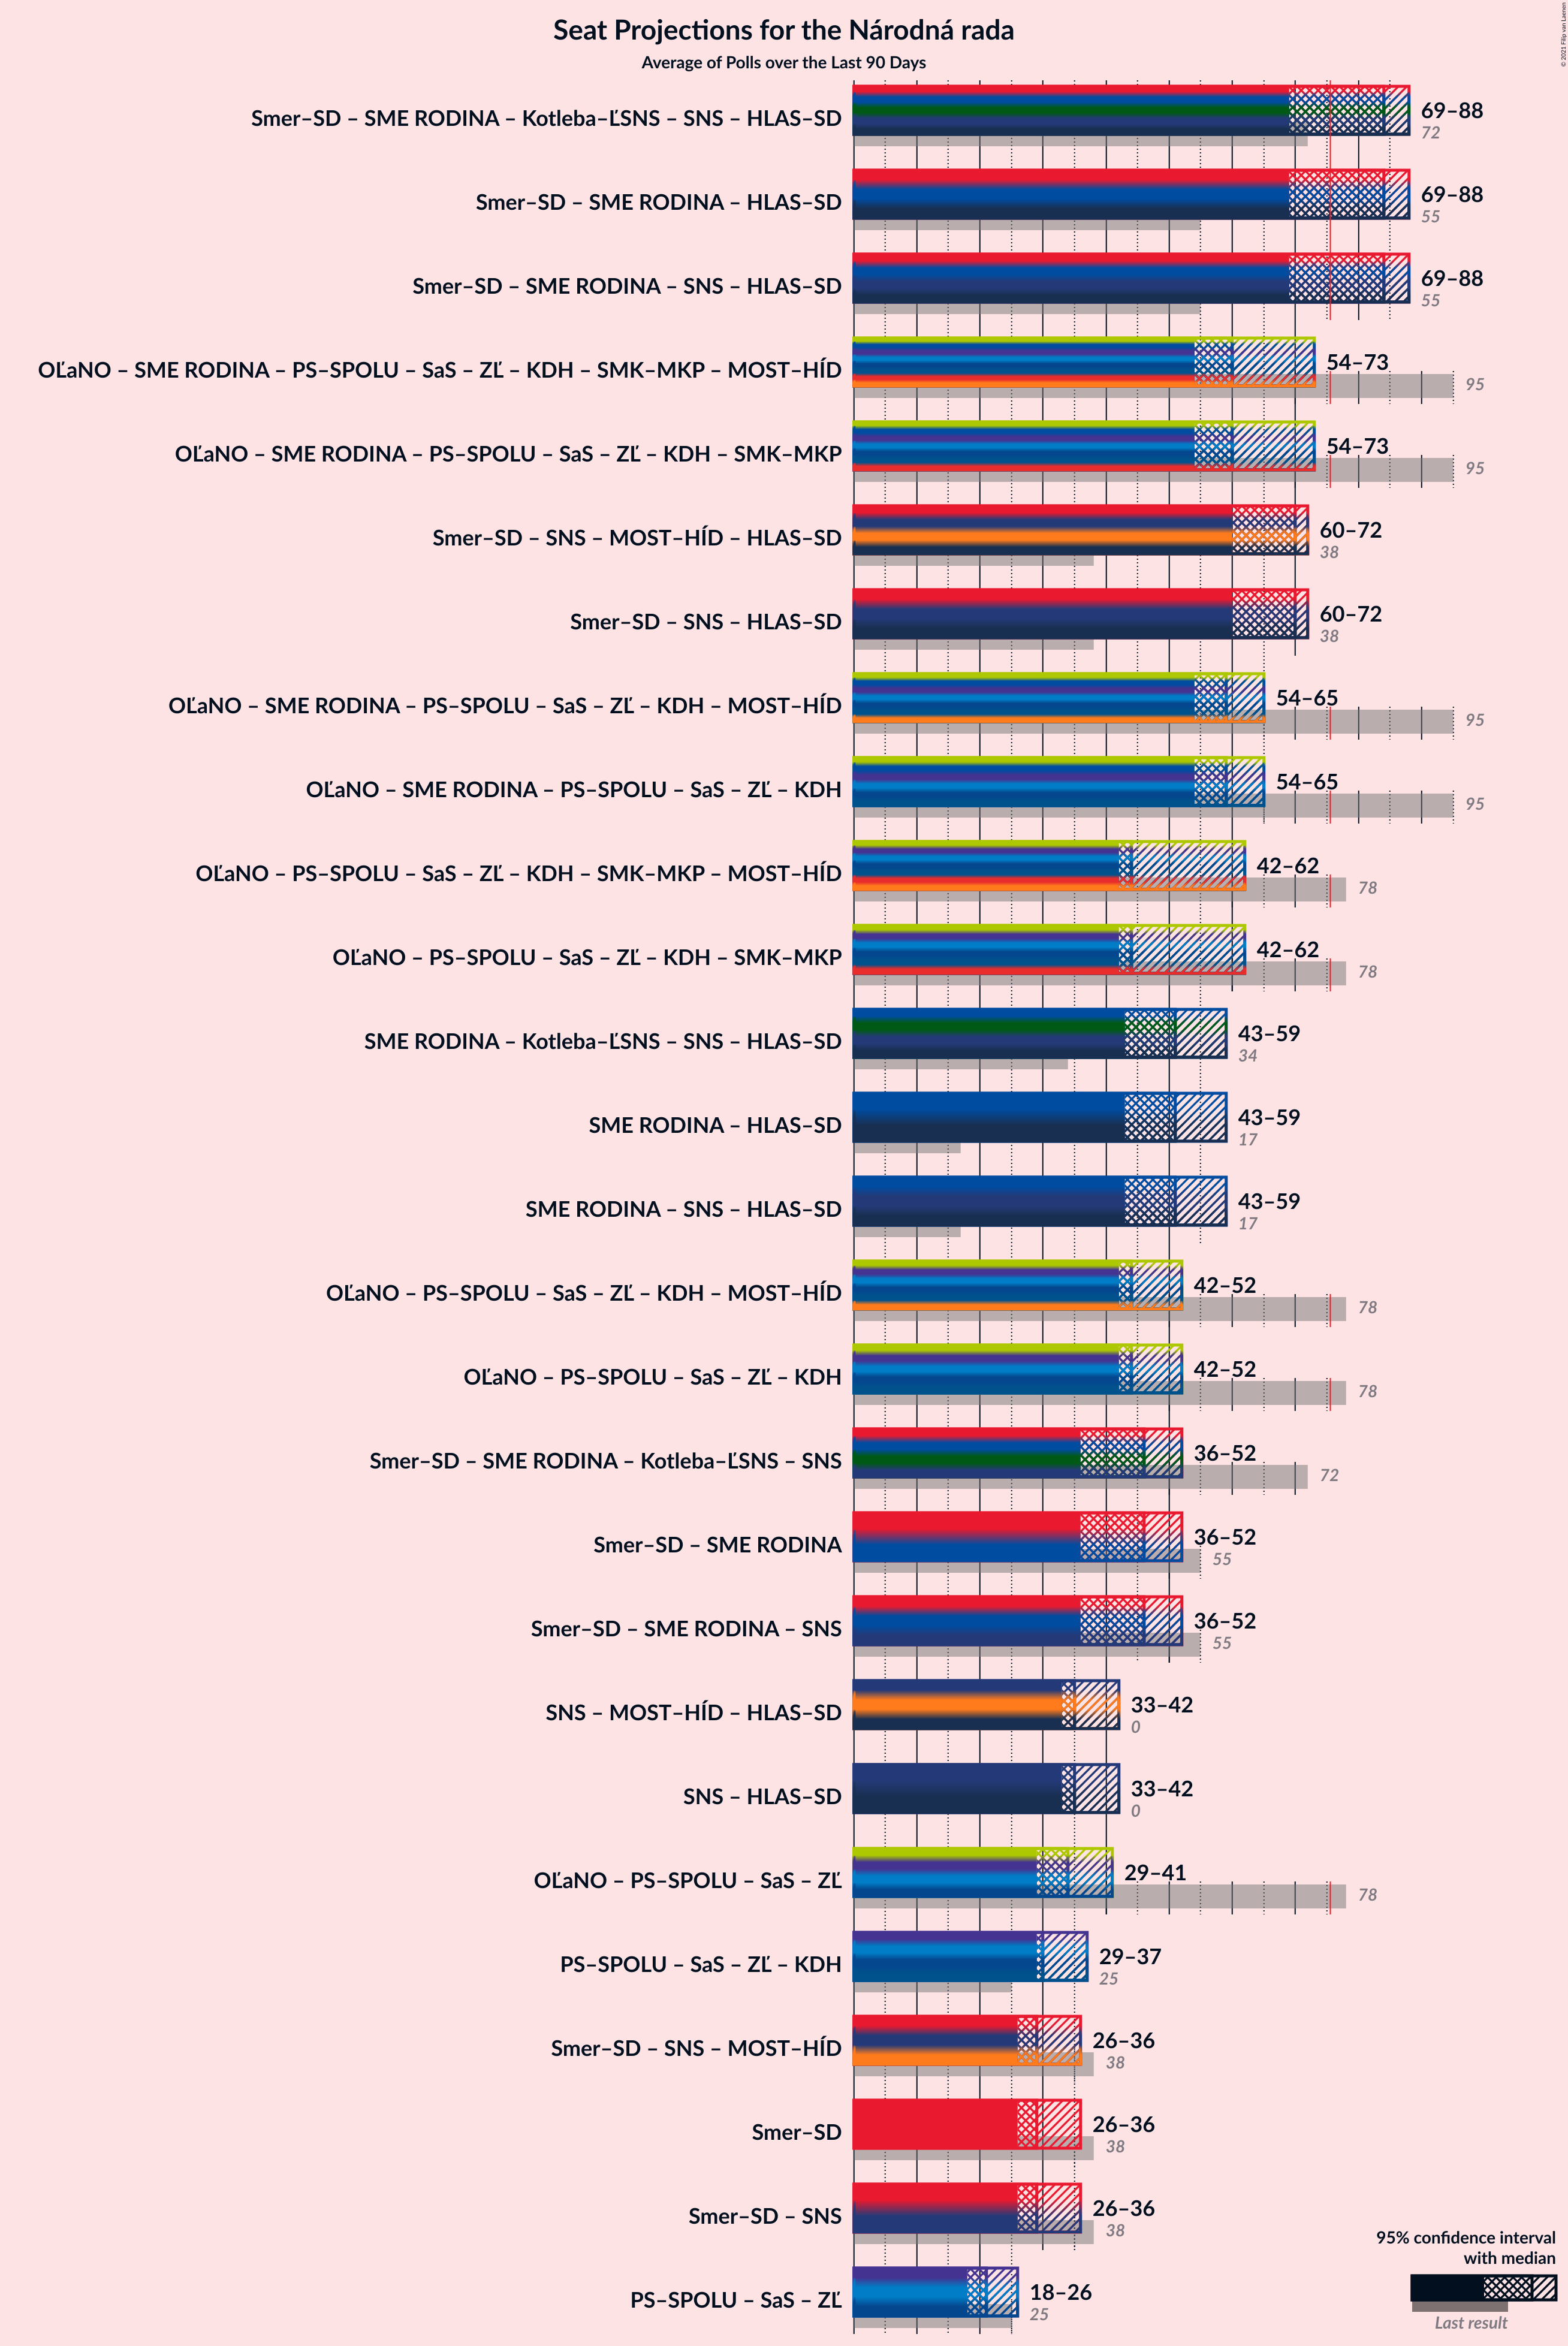 Seat Projections for the Národná rada
Average of Polls over the Last 90 Days
© 2021 Filip van Laenen
Smer–SD – SME RODINA – Kotleba–ĽSNS – SNS – HLAS–SD
69–88
72
Smer–SD – SME RODINA – HLAS–SD
69–88
55
Smer–SD – SME RODINA – SNS – HLAS–SD
69–88
55
OĽaNO – SME RODINA – PS–SPOLU – SaS – ZĽ – KDH – SMK–MKP – MOST–HÍD
54–73
95
OĽaNO – SME RODINA – PS–SPOLU – SaS – ZĽ – KDH – SMK–MKP
54–73
95
Smer–SD – SNS – MOST–HÍD – HLAS–SD
60–72
38
Smer–SD – SNS – HLAS–SD
60–72
38
OĽaNO – SME RODINA – PS–SPOLU – SaS – ZĽ – KDH – MOST–HÍD
54–65
95
OĽaNO – SME RODINA – PS–SPOLU – SaS – ZĽ – KDH
54–65
95
OĽaNO – PS–SPOLU – SaS – ZĽ – KDH – SMK–MKP – MOST–HÍD
42–62
78
OĽaNO – PS–SPOLU – SaS – ZĽ – KDH – SMK–MKP
42–62
78
SME RODINA – Kotleba–ĽSNS – SNS – HLAS–SD
43–59
34
SME RODINA – HLAS–SD
43–59
17
SME RODINA – SNS – HLAS–SD
43–59
17
OĽaNO – PS–SPOLU – SaS – ZĽ – KDH – MOST–HÍD
42–52
78
OĽaNO – PS–SPOLU – SaS – ZĽ – KDH
42–52
78
Smer–SD – SME RODINA – Kotleba–ĽSNS – SNS
36–52
72
Smer–SD – SME RODINA
36–52
55
Smer–SD – SME RODINA – SNS
36–52
55
SNS – MOST–HÍD – HLAS–SD
33–42
0
SNS – HLAS–SD
33–42
0
OĽaNO – PS–SPOLU – SaS – ZĽ
29–41
78
PS–SPOLU – SaS – ZĽ – KDH
29–37
25
Smer–SD – SNS – MOST–HÍD
26–36
38
Smer–SD
26–36
38
Smer–SD – SNS
26–36
38
PS–SPOLU – SaS – ZĽ
18–26
25
95% confidence interval
with median
Last result